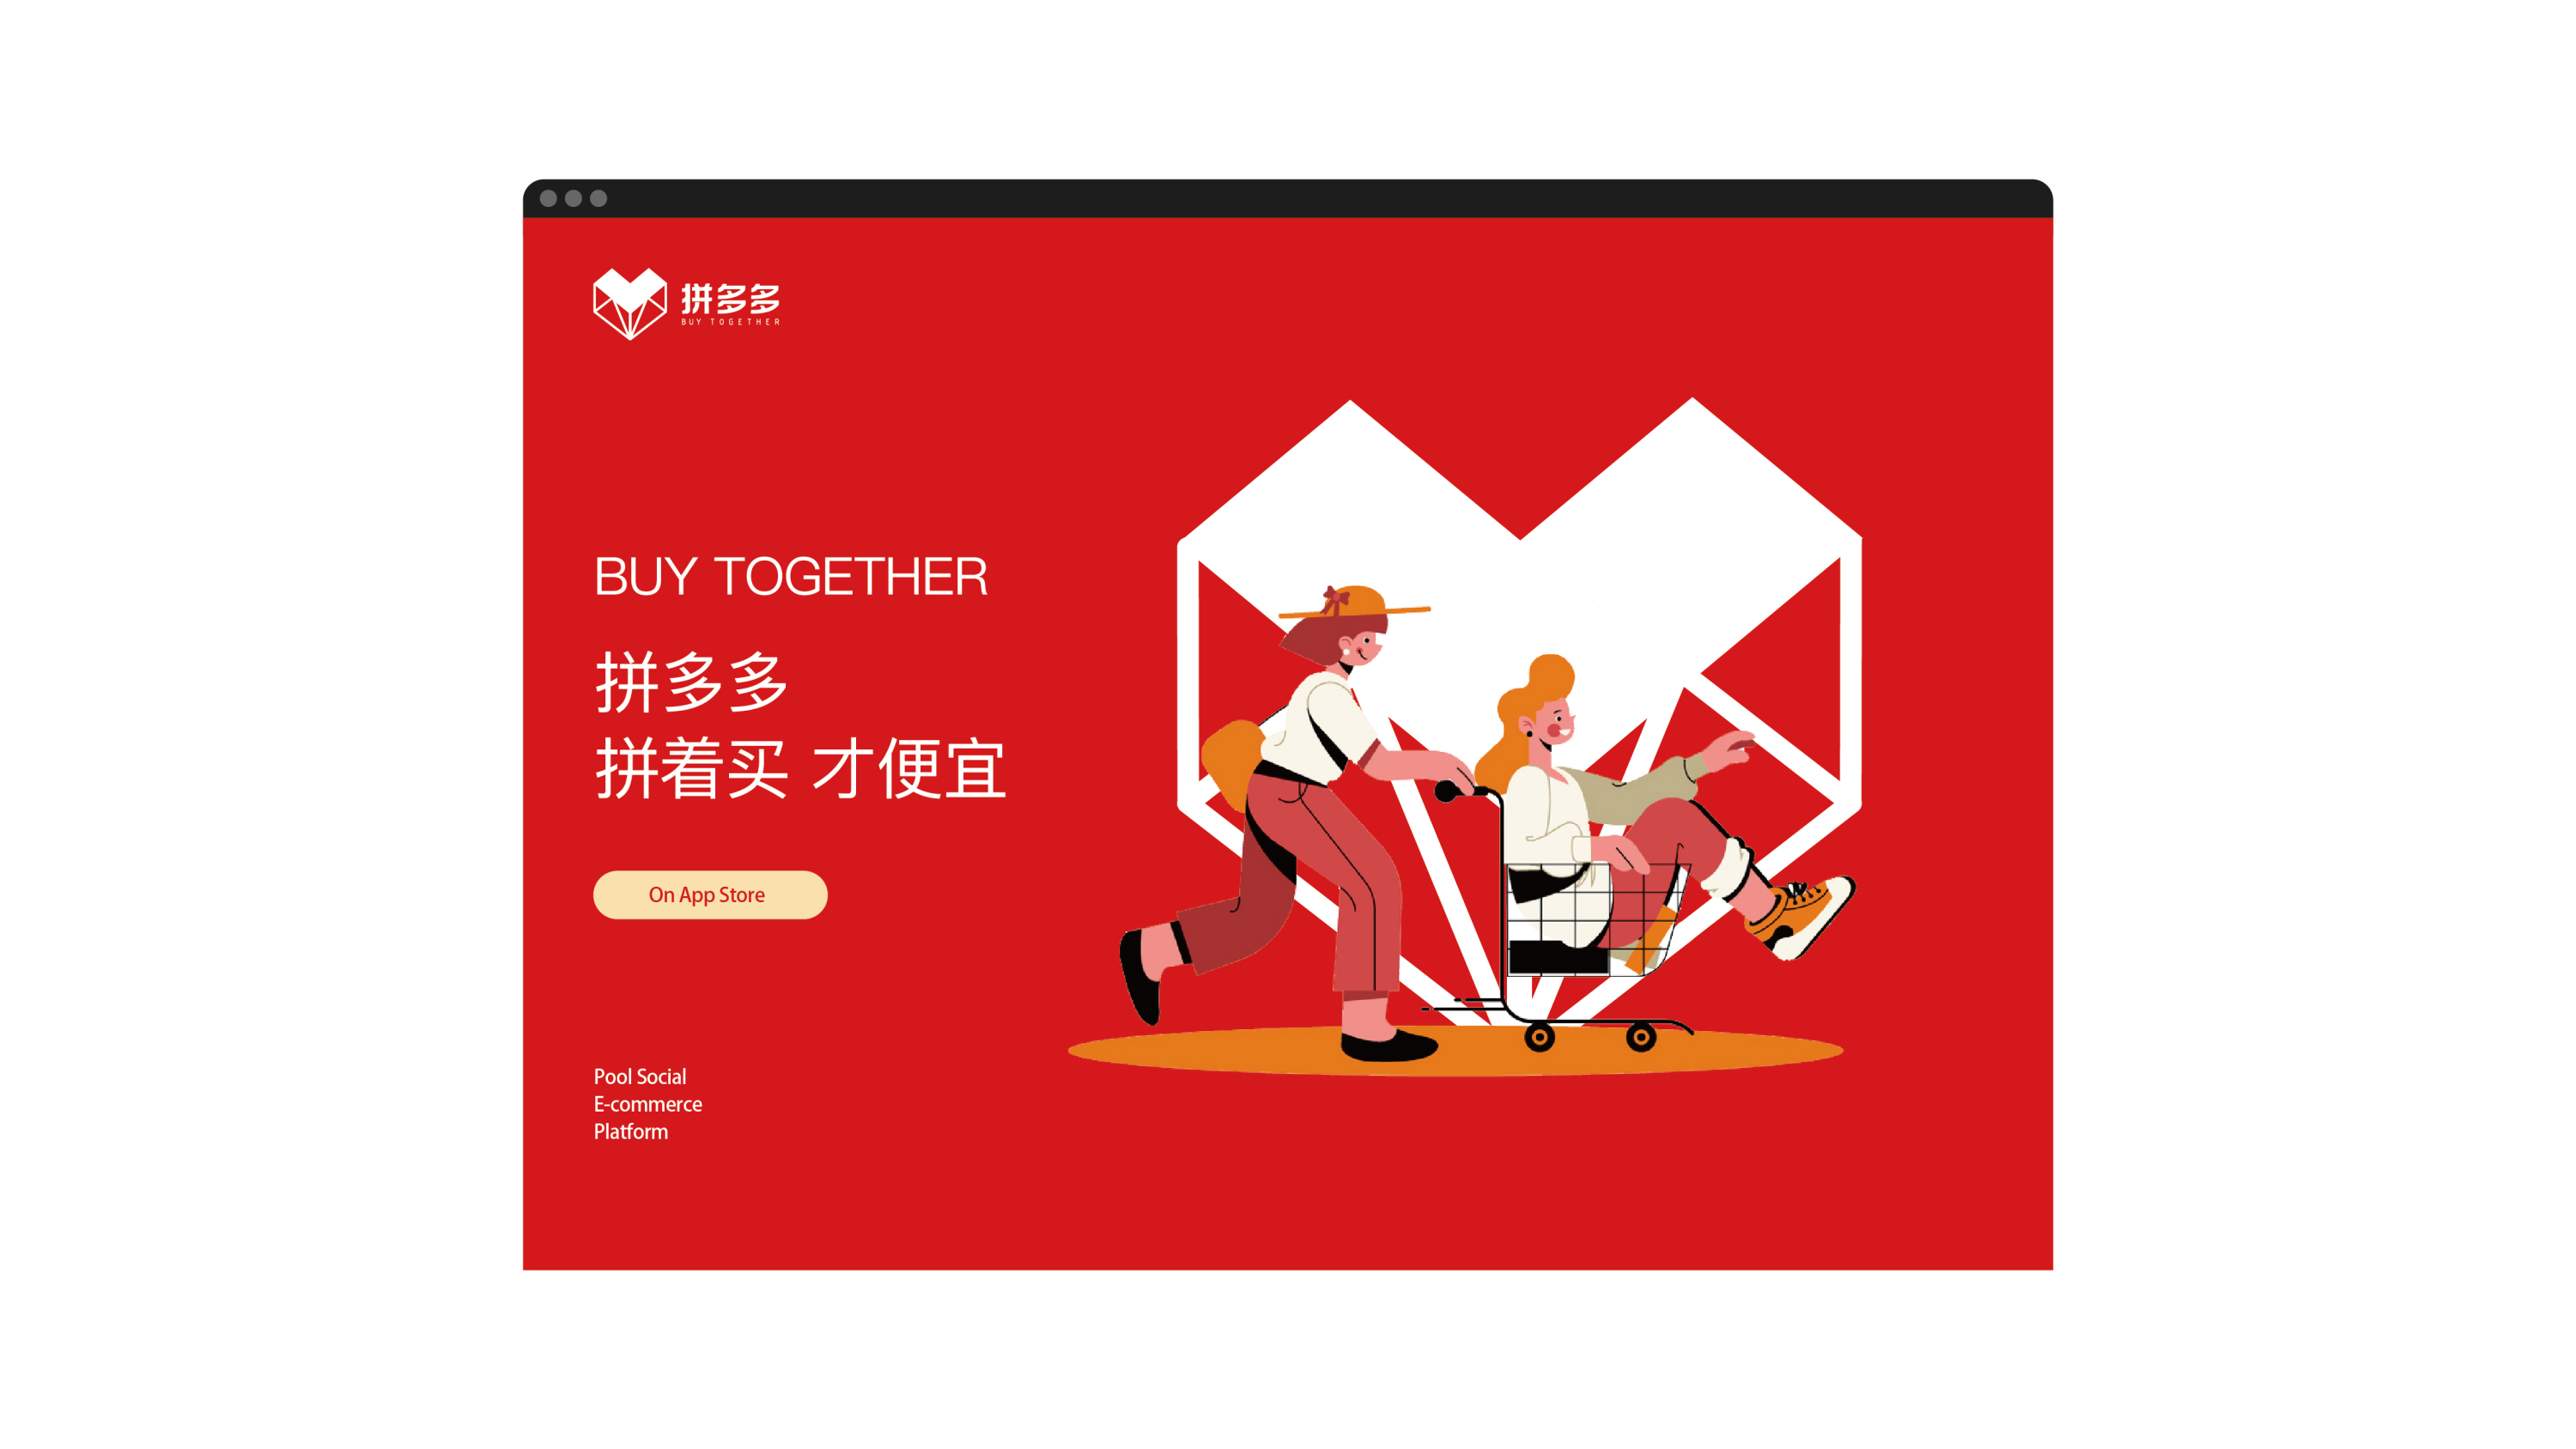 拼多多
BUY TOGETHER
BUY TOGETHER
拼多多
拼着买 才便宜
On App Store
Pool Social
E-commerce
Platform